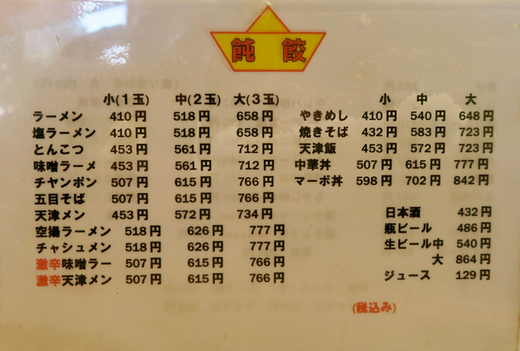 飩 餃
小(1玉) 中(2玉) 大(3玉)
ラーメン 410円 518円 658円
塩ラーメン 410円 518円 658円
とんこつ 453円 561円 712円
味噌ラーメ 453円 561円 712円
チャンポン 507円 615円 766円
五目そば 507円 615円 766円
天津メン 453円 572円 734円
空揚ラーメン 518円 626円 777円
チャシュメン 518円 626円 777円
激辛味噌ラー 507円 615円 766円
激辛天津メン 507円 615円 766円
小 中 大
やきめし 410円 540円 648円
焼きそば 432円 583円 723円
天津飯 453円 572円 723円
中華丼 507円 615円 777円
マーボ丼 598円 702円 842円
日本酒 432円
瓶ビール 486円
生ビール中 540円
大 864円
ジュース 129円
(税込み)